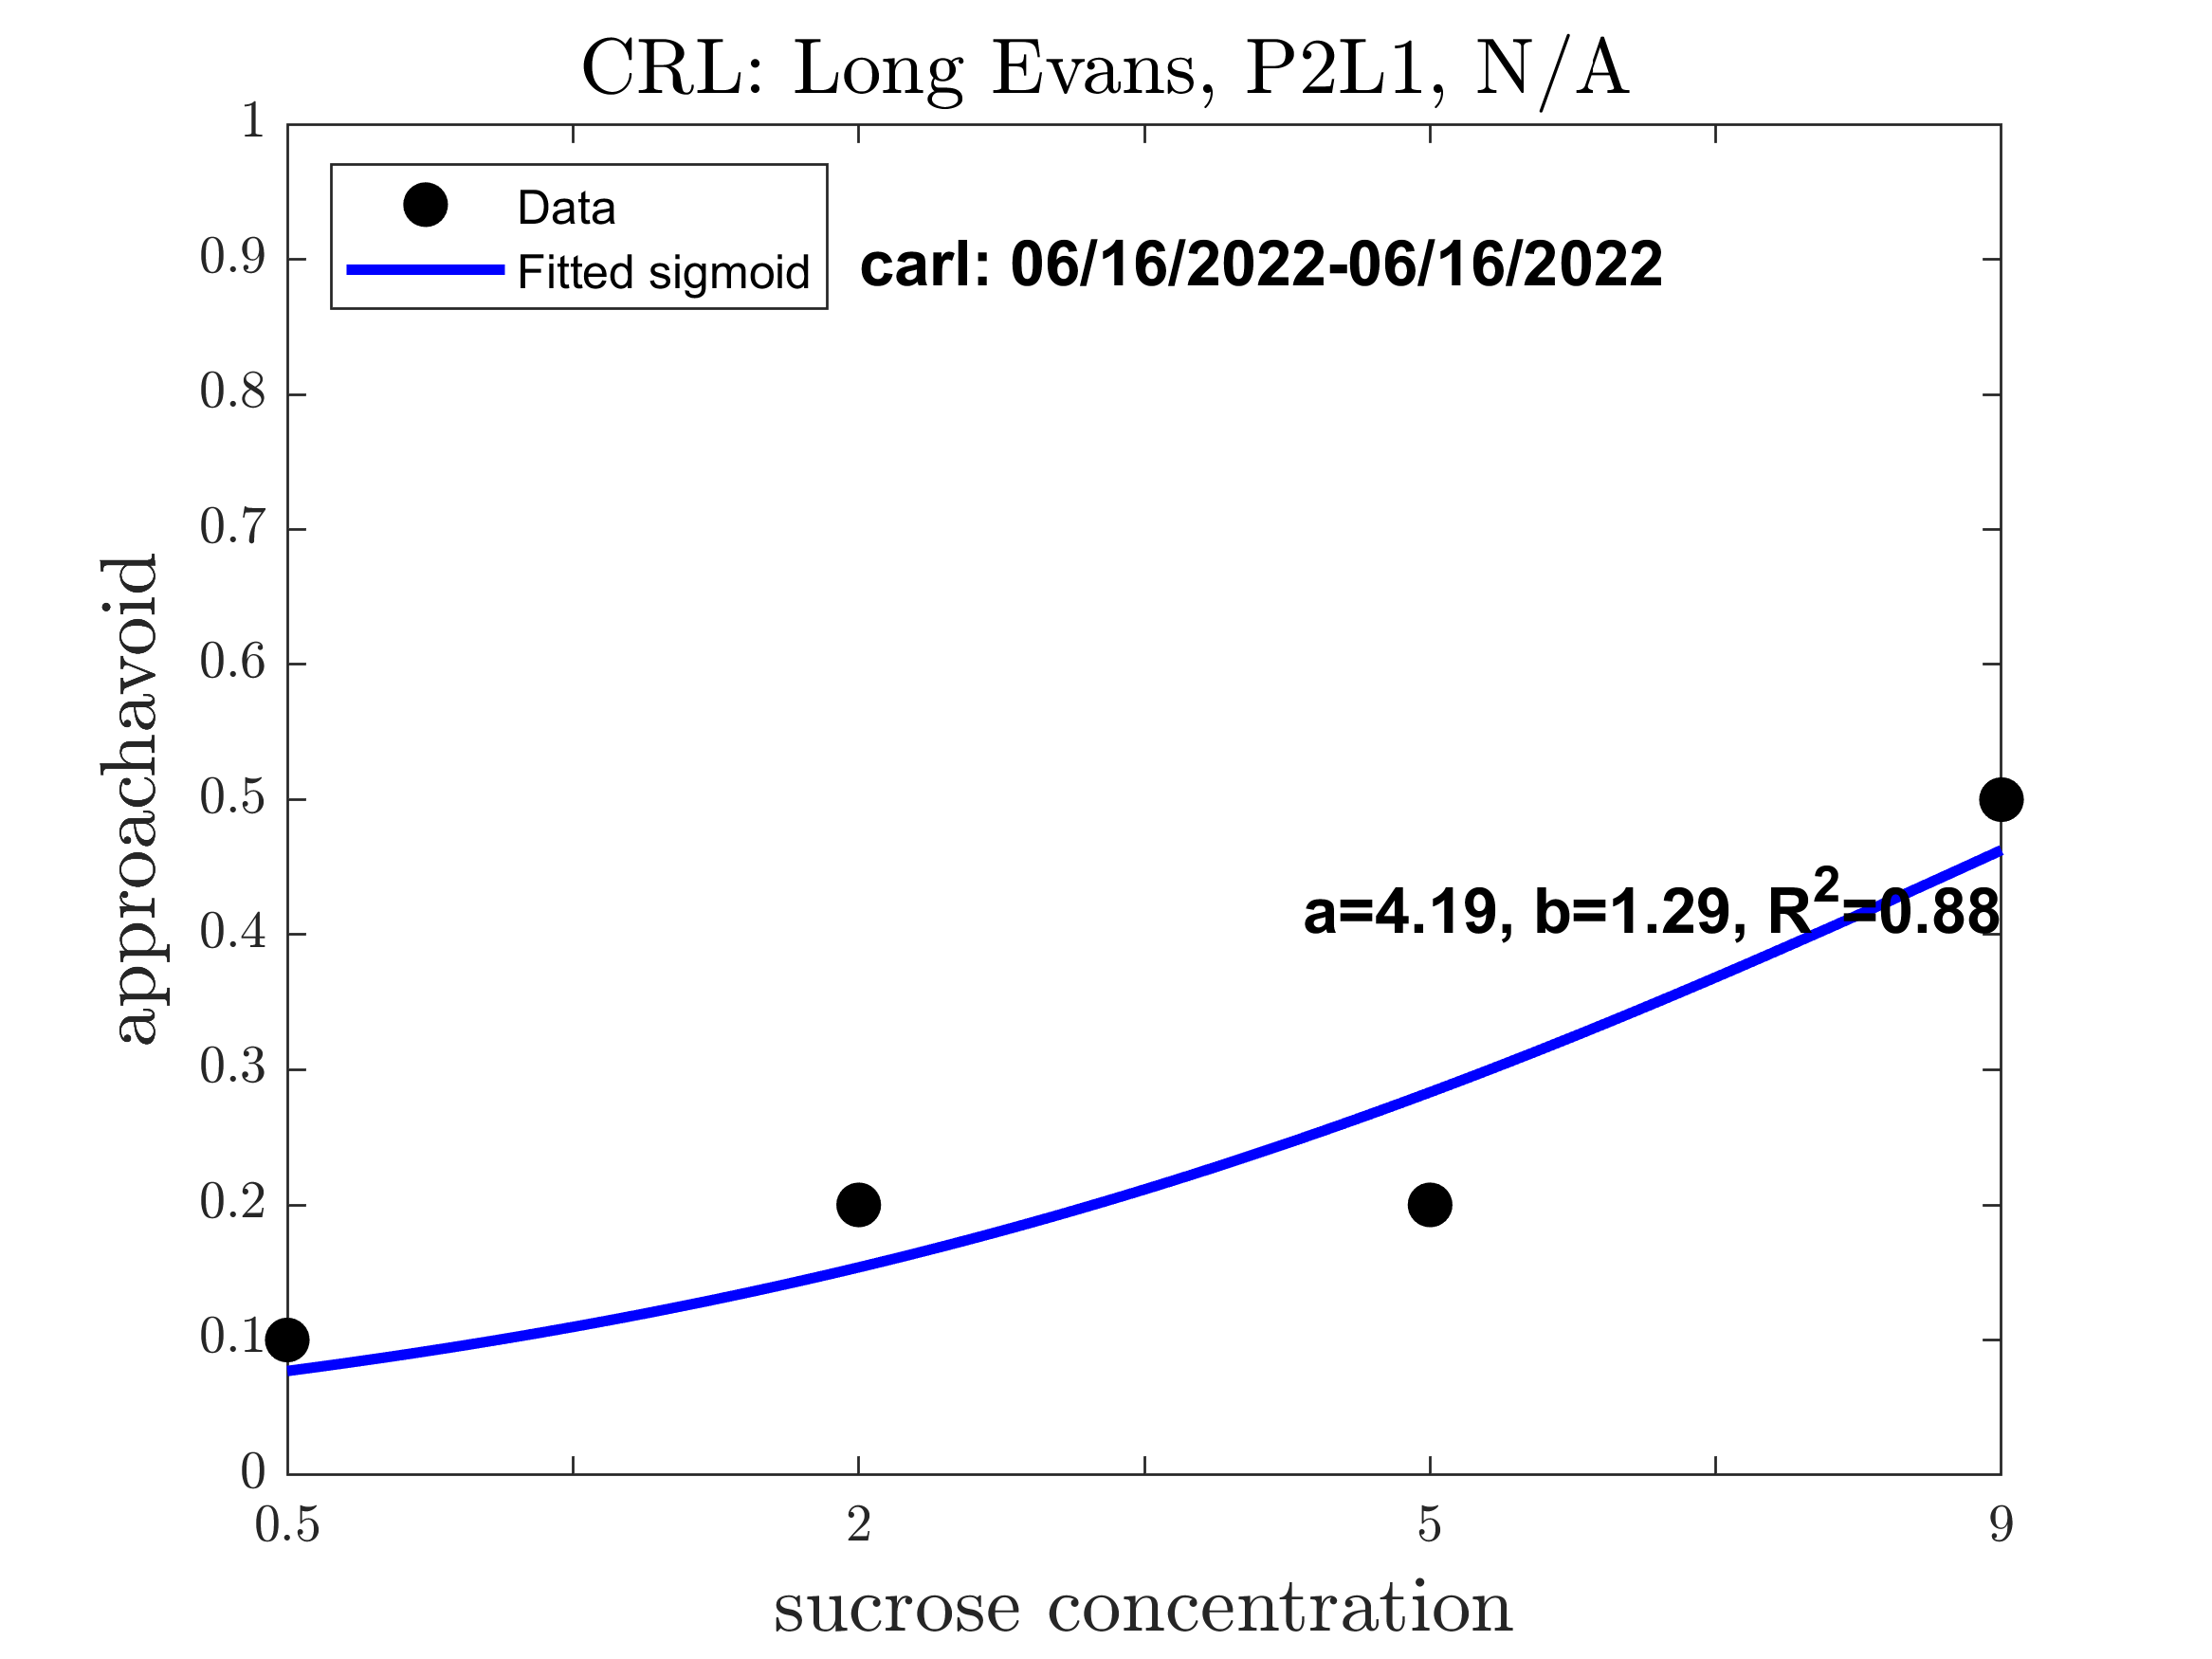 CRL: Long Evans, P2L1, N/A
1
0.9
0.8
0.7
0.6
0.5
0.4
0.3
0.2
0.1
0
Data
Fitted sigmoid
carl: 06/16/2022-06/16/2022
a=4.19, b=1.29, R²=0.88
approachavoid
0.5 2 5 9
sucrose concentration